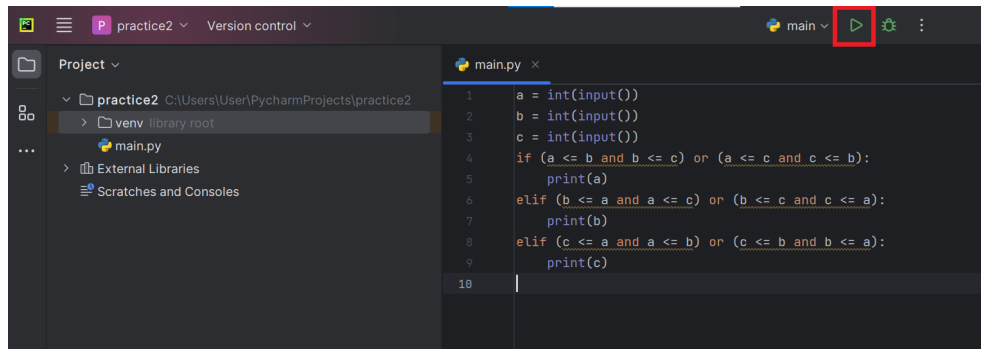 PC P practice2 Version control main
Project
practice2 C:\Users\User\PycharmProjects\practice2
venv library root
main.py
External Libraries
Scratches and Consoles
main.py
1 a = int(input())
2 b = int(input())
3 c = int(input())
4 if (a <= b and b <= c) or (a <= c and c <= b):
5     print(a)
6 elif (b <= a and a <= c) or (b <= c and c <= a):
7     print(b)
8 elif (c <= a and a <= b) or (c <= b and b <= a):
9     print(c)
10